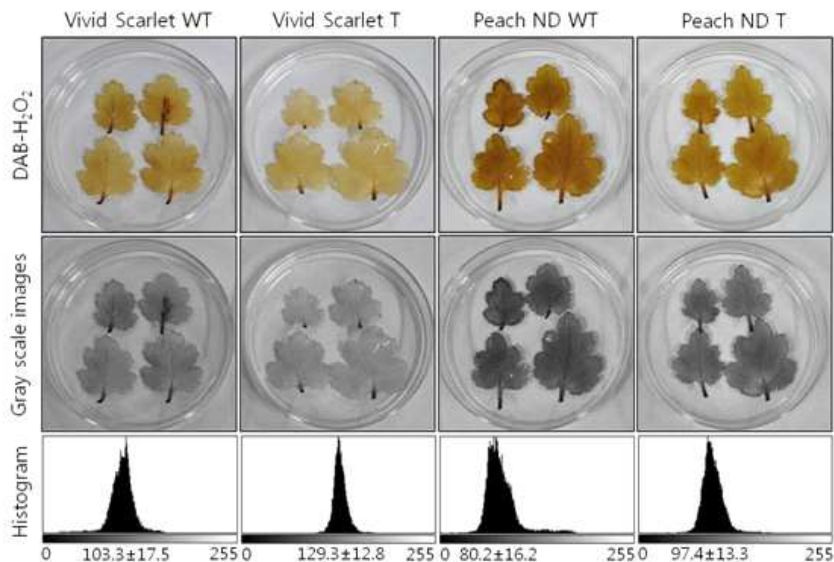 Vivid Scarlet WT Vivid Scarlet T Peach ND WT Peach ND T
DAB-H₂O₂
Gray scale images
Histogram
0 103.3±17.5 255 0 129.3±12.8 255 0 80.2±16.2 255 0 97.4±13.3 255